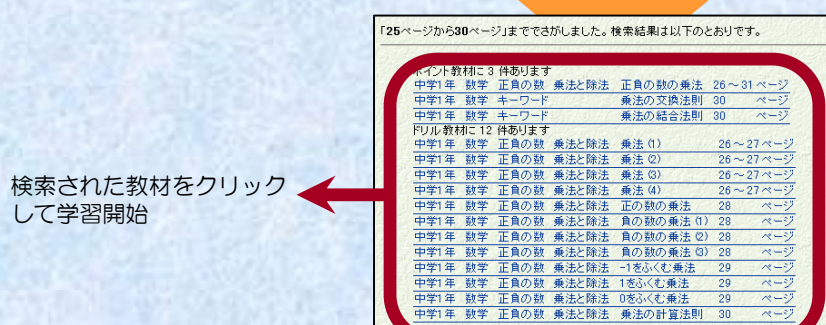 「25ページから30ページ」まででさがしました。検索結果は以下のとおりです。
ポイント教材に 3 件あります
中学1年 数学 正負の数 乗法と除法 正負の数の乗法 26～31 ページ
中学1年 数学 キーワード 乗法の交換法則 30 ページ
中学1年 数学 キーワード 乗法の結合法則 30 ページ
ドリル教材に 12 件あります
中学1年 数学 正負の数 乗法と除法 乗法 (1) 26～27 ページ
中学1年 数学 正負の数 乗法と除法 乗法 (2) 26～27 ページ
中学1年 数学 正負の数 乗法と除法 乗法 (3) 26～27 ページ
中学1年 数学 正負の数 乗法と除法 乗法 (4) 26～27 ページ
中学1年 数学 正負の数 乗法と除法 正の数の乗法 28 ページ
中学1年 数学 正負の数 乗法と除法 負の数の乗法 (1) 28 ページ
中学1年 数学 正負の数 乗法と除法 負の数の乗法 (2) 28 ページ
中学1年 数学 正負の数 乗法と除法 負の数の乗法 (3) 28 ページ
中学1年 数学 正負の数 乗法と除法 -1をふくむ乗法 29 ページ
中学1年 数学 正負の数 乗法と除法 1をふくむ乗法 29 ページ
中学1年 数学 正負の数 乗法と除法 0をふくむ乗法 29 ページ
中学1年 数学 正負の数 乗法と除法 乗法の計算法則 30 ページ
検索された教材をクリック
して学習開始